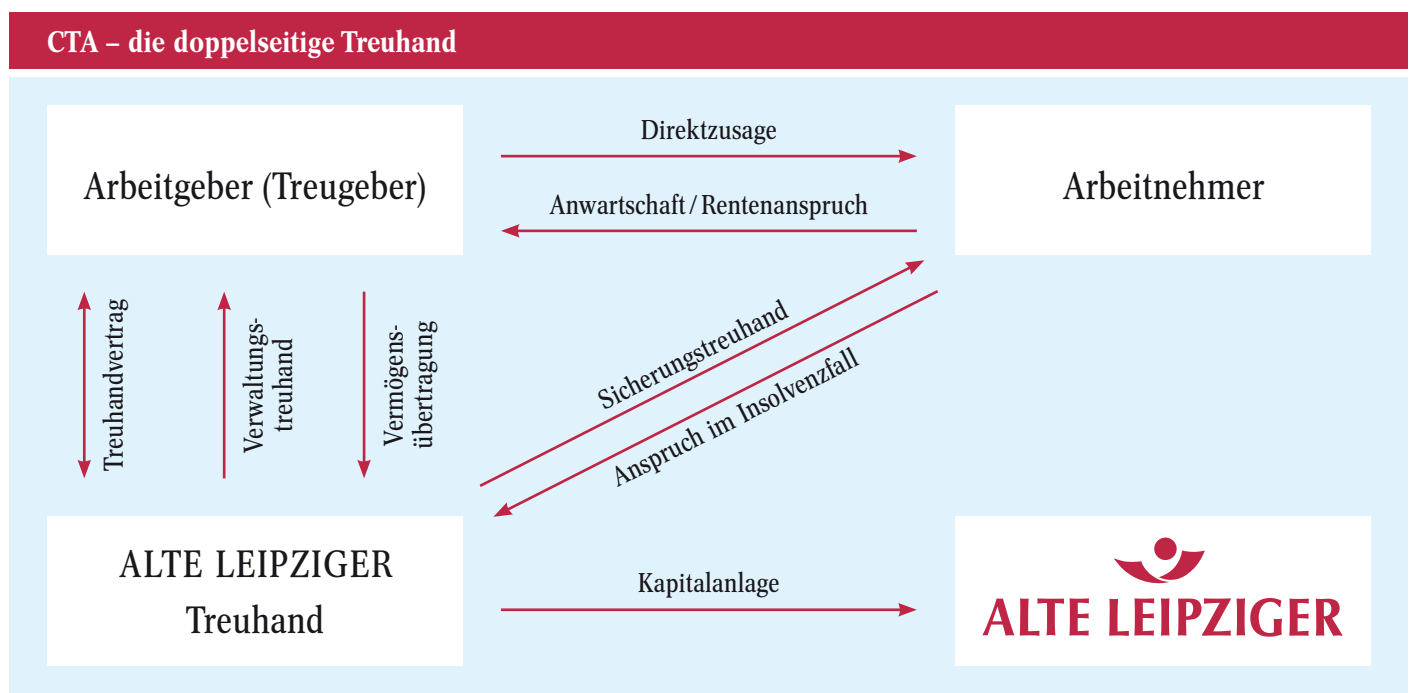 CTA – die doppelseitige Treuhand
Arbeitgeber (Treugeber)
Direktzusage
Anwartschaft / Rentenanspruch
Arbeitnehmer
Treuhandvertrag
Verwaltungs-
treuhand
Vermögens-
übertragung
Sicherungstreuhand
Anspruch im Insolvenzfall
ALTE LEIPZIGER
Treuhand
Kapitalanlage
ALTE LEIPZIGER